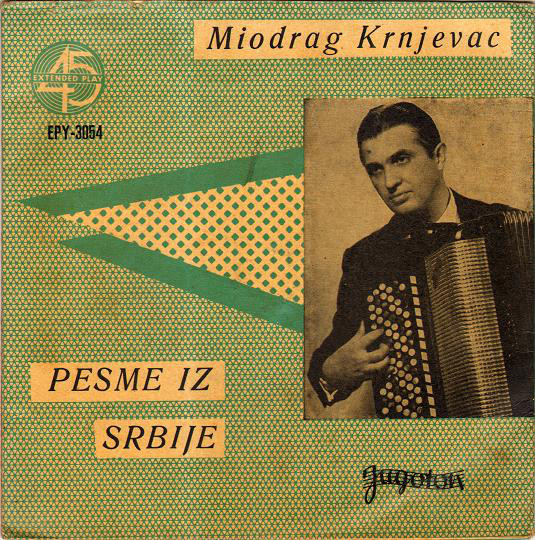 Miodrag Krnjevac
45
EXTENDED PLAY
EPY-3054
PESME IZ
SRBIJE
Jugoton